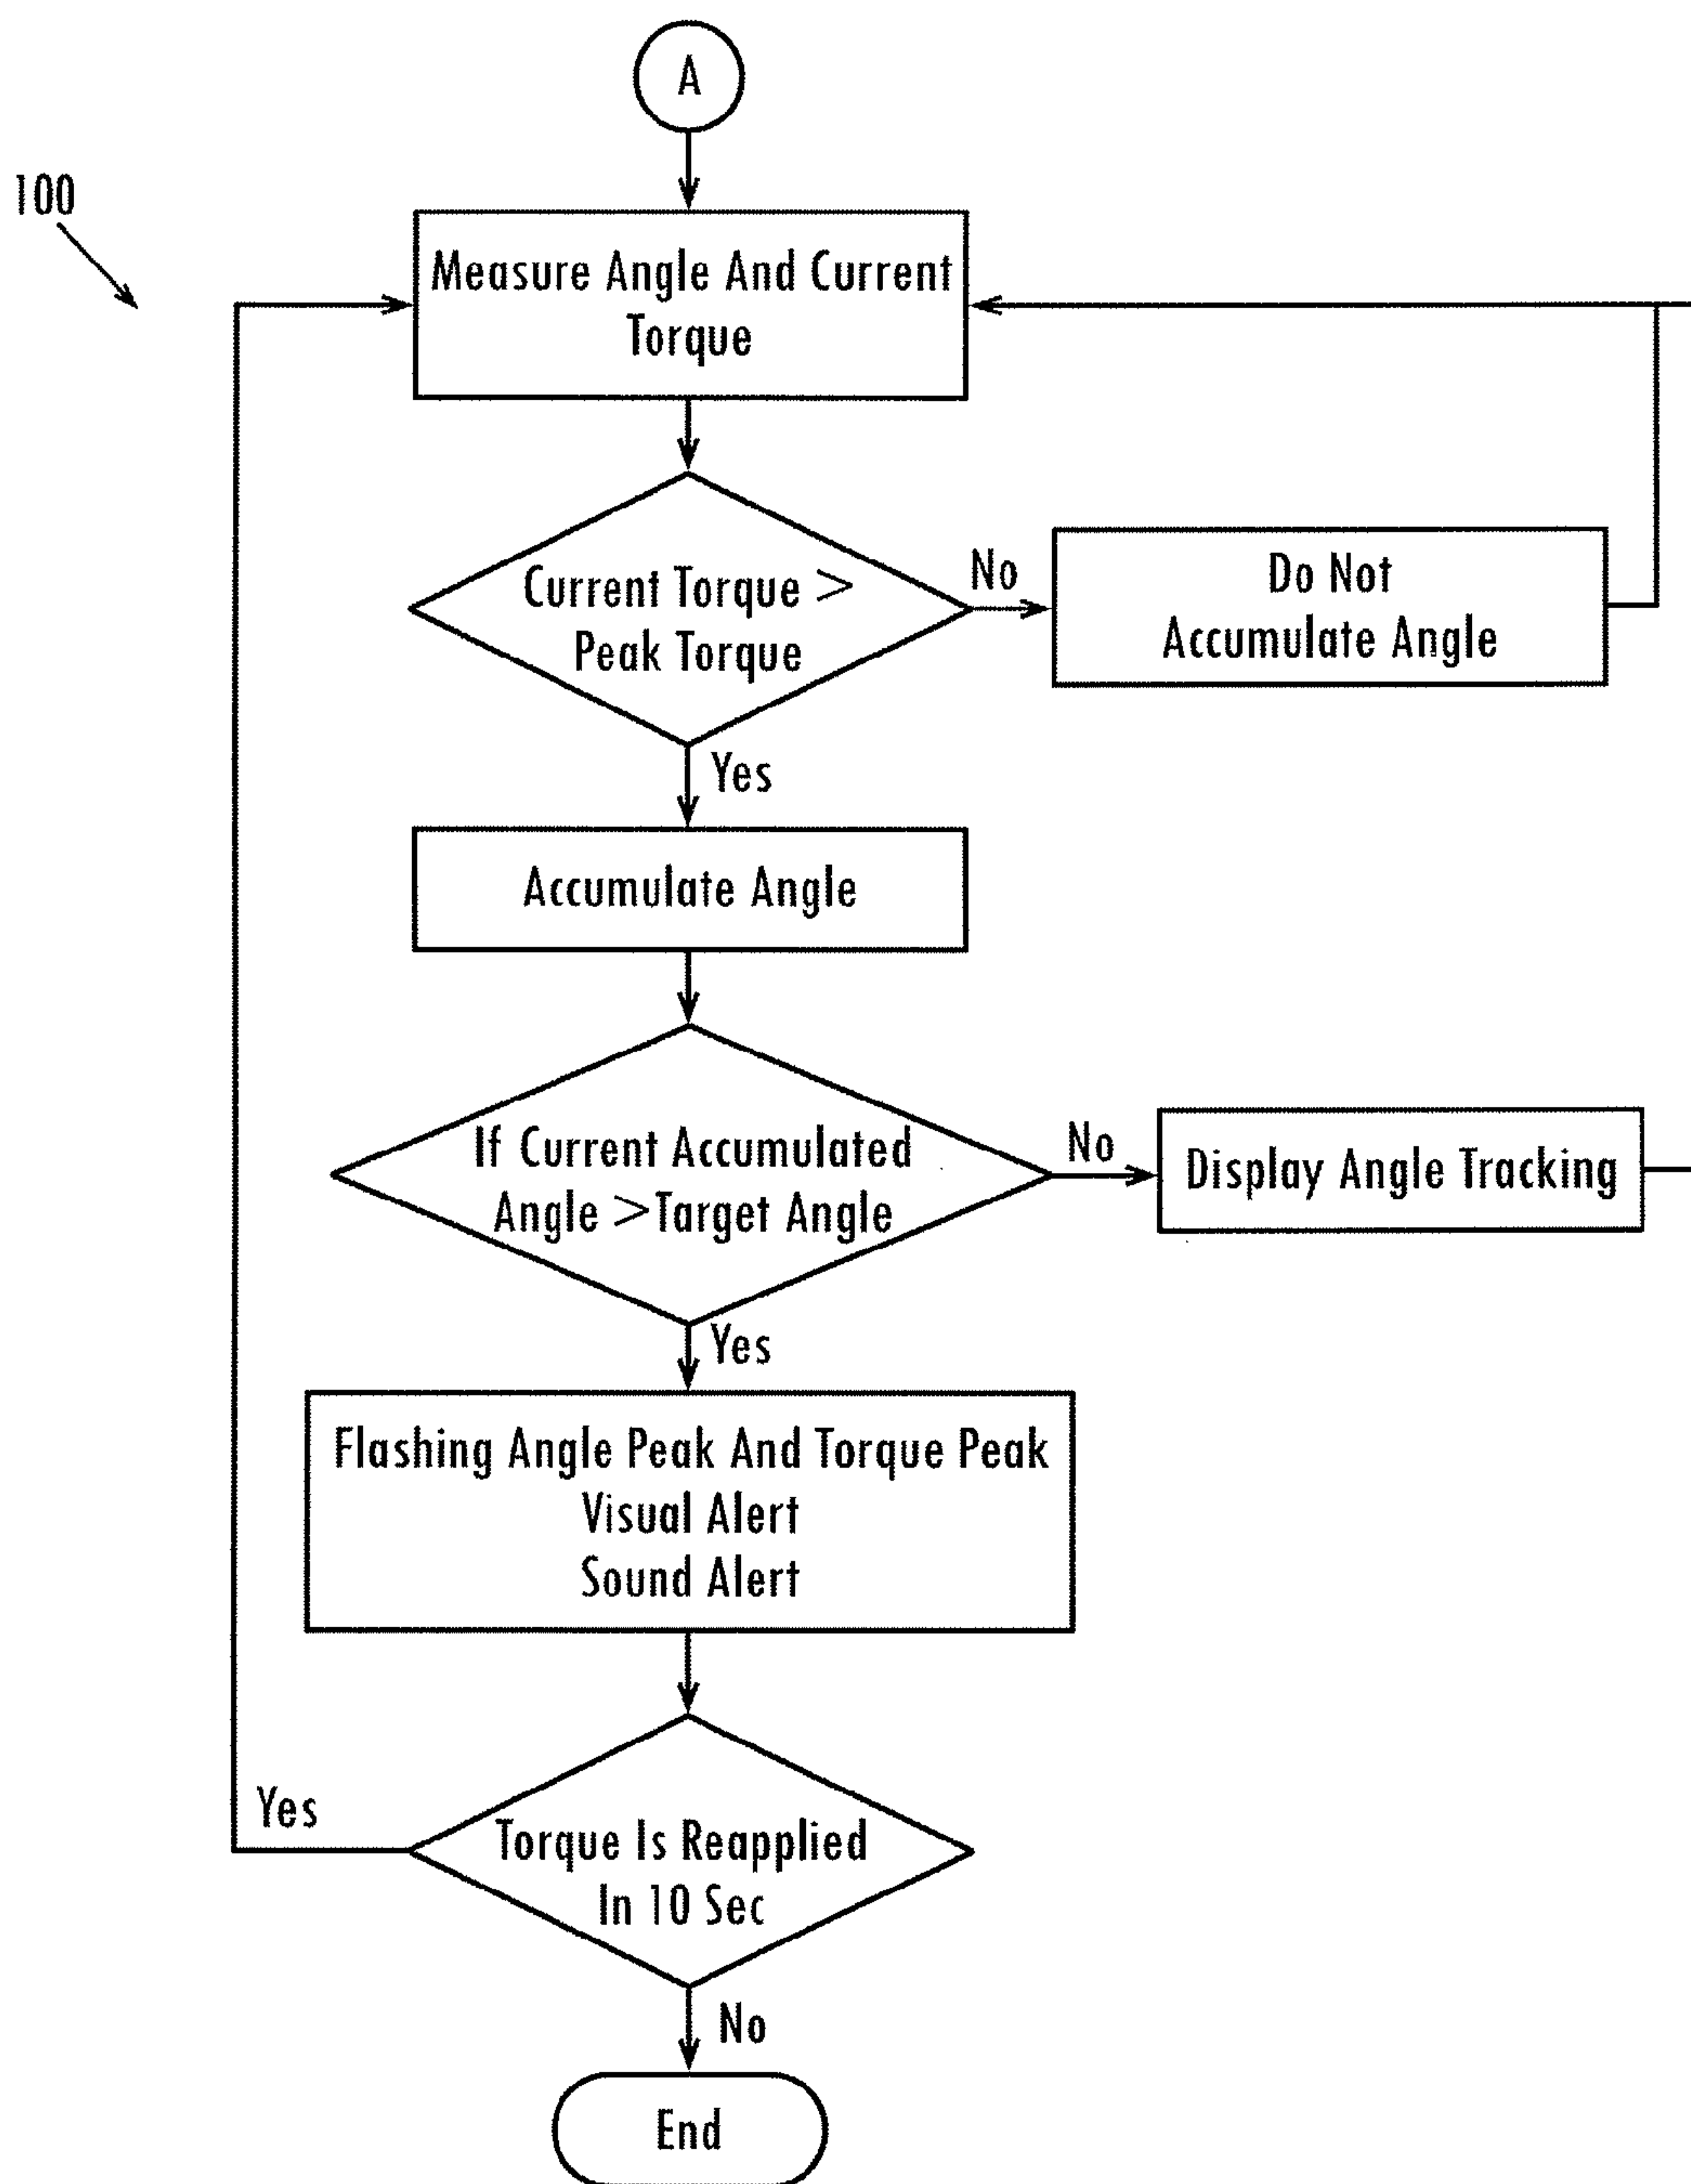 A
100
Measure Angle And Current
Torque
Current Torque >
Peak Torque
No
Do Not
Accumulate Angle
Yes
Accumulate Angle
If Current Accumulated
Angle >Target Angle
No
Display Angle Tracking
Yes
Flashing Angle Peak And Torque Peak
Visual Alert
Sound Alert
Yes
Torque Is Reapplied
In 10 Sec
No
End